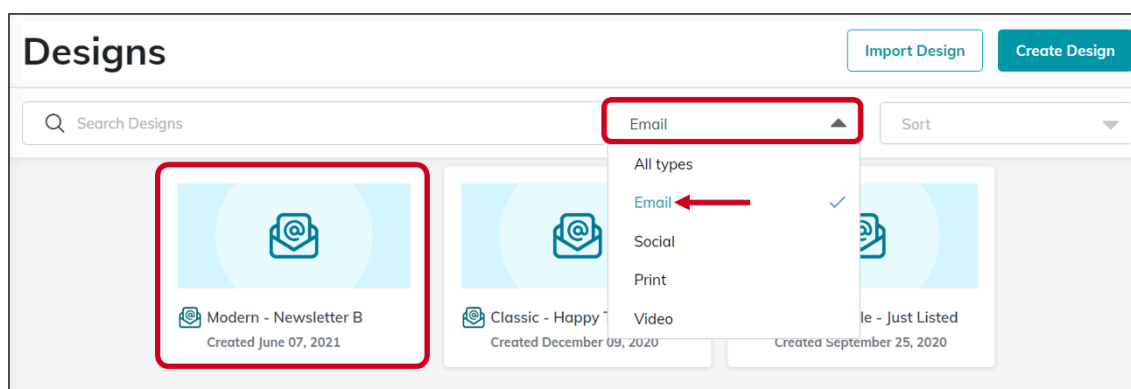 Designs
Import Design
Create Design
Search Designs
Email
Sort
All types
Email
Social
Print
Video
Modern - Newsletter B
Created June 07, 2021
Classic - Happy
Created December 09, 2020
- Just Listed
Created September 25, 2020